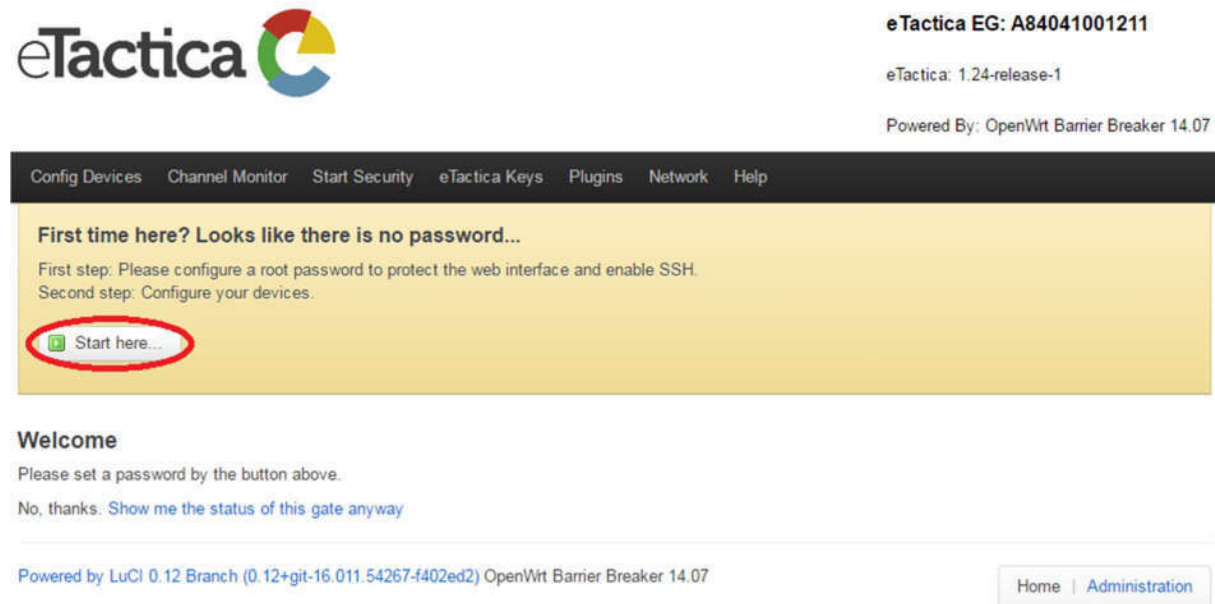 eTactica
eTactica EG: A84041001211
eTactica: 1.24-release-1
Powered By: OpenWrt Barrier Breaker 14.07
Config Devices Channel Monitor Start Security eTactica Keys Plugins Network Help
First time here? Looks like there is no password...
First step: Please configure a root password to protect the web interface and enable SSH.
Second step: Configure your devices.
Start here...
Welcome
Please set a password by the button above.
No, thanks. Show me the status of this gate anyway
Powered by LuCI 0.12 Branch (0.12+git-16.011.54267-f402ed2) OpenWrt Barrier Breaker 14.07
Home | Administration